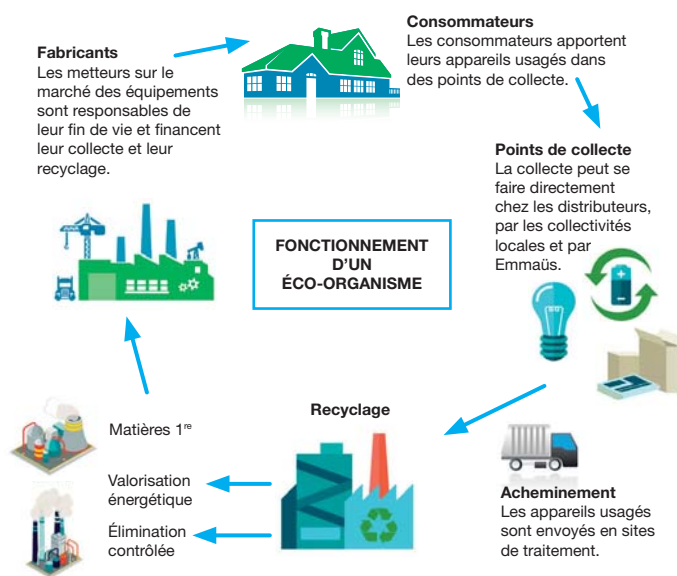 Fabricants
Les metteurs sur le
marché des équipements
sont responsables de
leur fin de vie et financent
leur collecte et leur
recyclage.
Consommateurs
Les consommateurs apportent
leurs appareils usagés dans
des points de collecte.
Points de collecte
La collecte peut se
faire directement
chez les distributeurs,
par les collectivités
locales et par
Emmaüs.
FONCTIONNEMENT
D’UN
ÉCO-ORGANISME
Recyclage
Acheminement
Les appareils usagés
sont envoyés en sites
de traitement.
Matières 1re
Valorisation
énergétique
Élimination
contrôlée